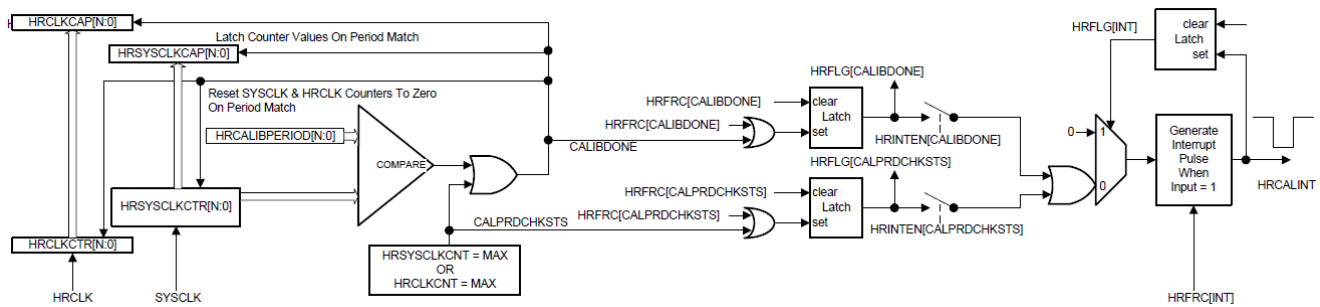 HRCLKCAP[N:0]
Latch Counter Values On Period Match
HRSYSCLKCAP[N:0]
Reset SYSCLK & HRCLK Counters To Zero
On Period Match
HRCALIBPERIOD[N:0]
COMPARE
HRSYSCLKCTR[N:0]
HRCLKCTR[N:0]
HRCLK
SYSCLK
HRSYSCLKCNT = MAX
OR
HRCLKCNT = MAX
CALIBDONE
CALPRDCHKSTS
HRFRC[CALIBDONE]
HRFRC[CALIBDONE]
clear
Latch
set
HRFLG[CALIBDONE]
HRINTEN[CALIBDONE]
HRFRC[CALPRDCHKSTS]
HRFRC[CALPRDCHKSTS]
clear
Latch
set
HRFLG[CALPRDCHKSTS]
HRINTEN[CALPRDCHKSTS]
HRFLG[INT]
clear
Latch
set
0
1
0
Generate
Interrupt
Pulse
When
Input = 1
HRCALINT
HRFRC[INT]